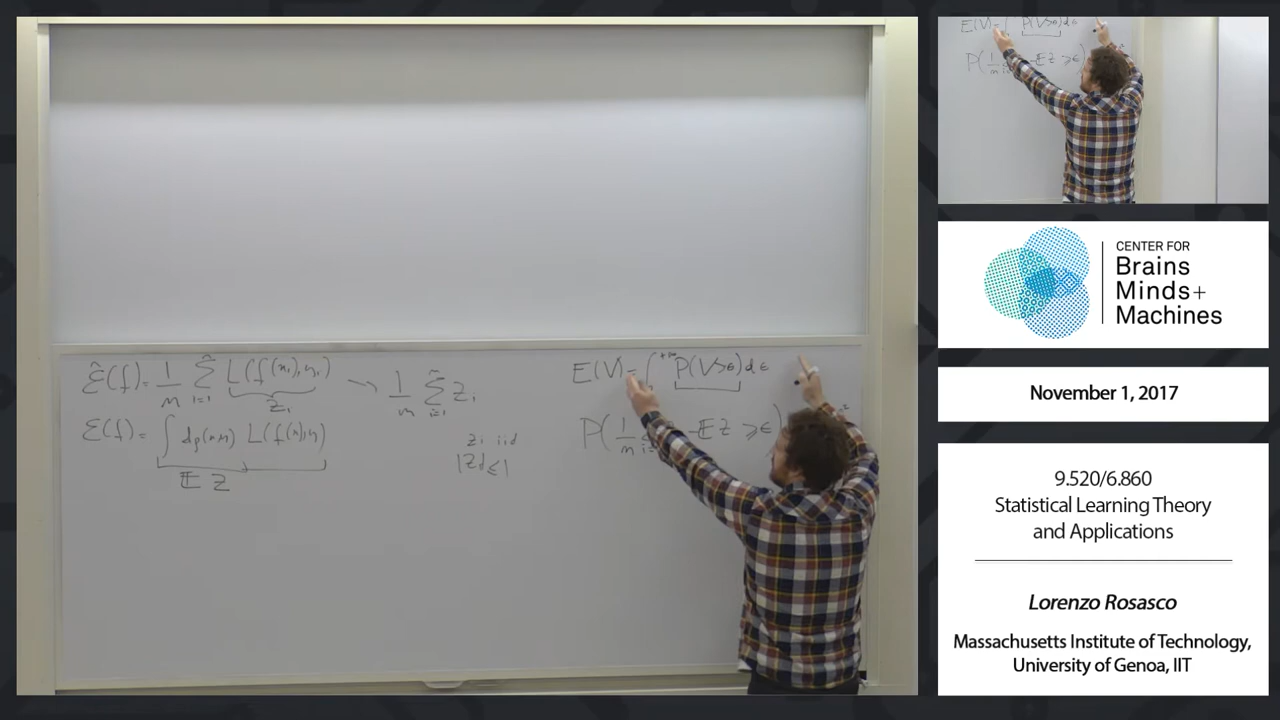 Ê(f) = 1/n Σ_{i=1}^{n} L(f(x_i), y_i) ⤳ 1/n Σ_{i=1}^{n} Z_i
Z_i
E(f) = ∫ dρ(x,y) L(f(x), y)
𝔼 Z
Z_i iid
|Z_i| ≤ 1
E(V) = ∫ ^{+∞} P(V>ε) dε
P( 1/n - 𝔼 Z ≥ ε)
CENTER FOR
Brains
Minds+
Machines
November 1, 2017
9.520/6.860
Statistical Learning Theory
and Applications
Lorenzo Rosasco
Massachusetts Institute of Technology,
University of Genoa, IIT